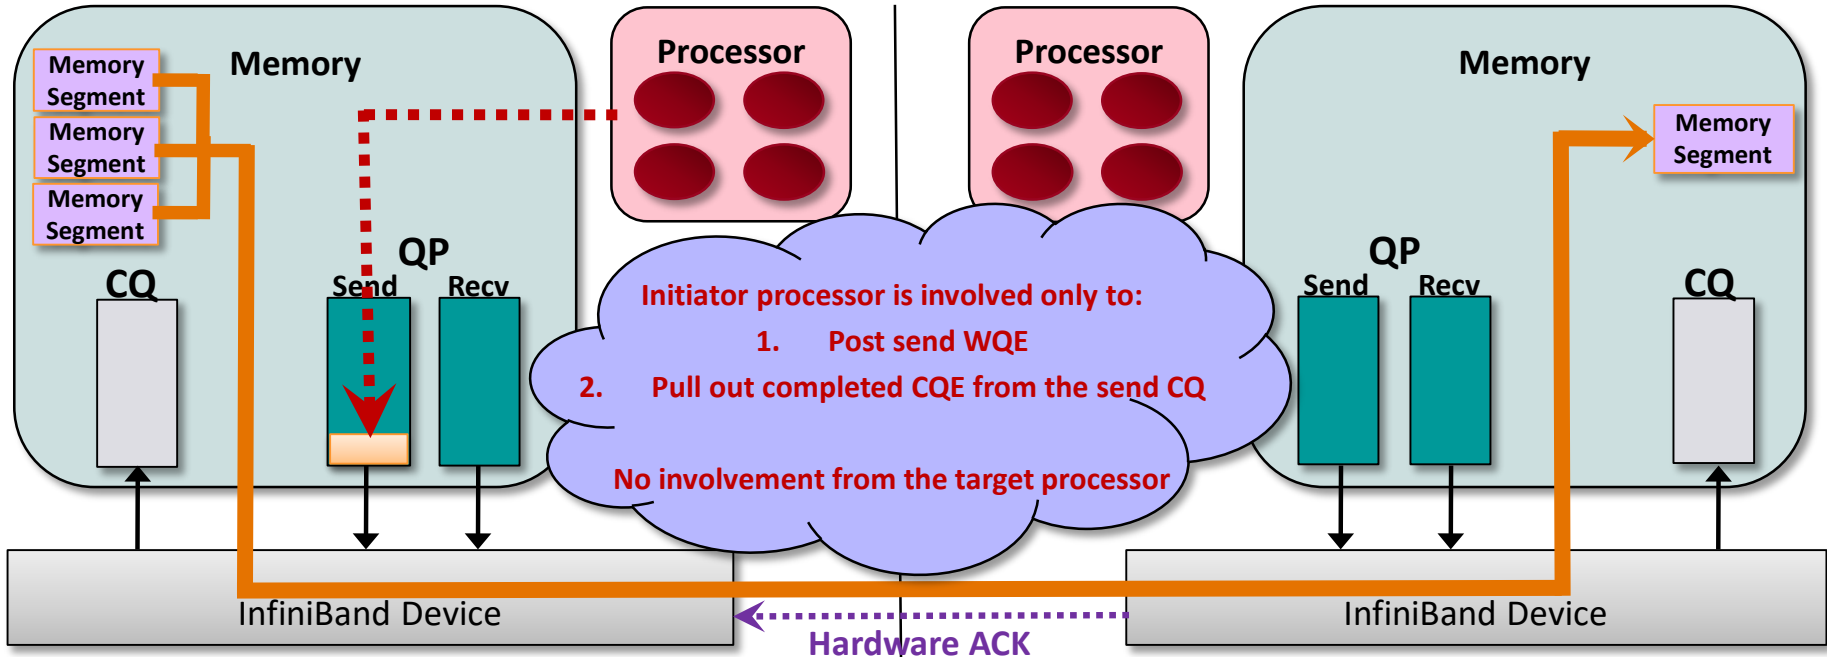 Memory
Segment
Memory
Segment
Memory
Segment
Memory
CQ
QP
Send
Recv
InfiniBand Device
Processor
Processor
Initiator processor is involved only to:
1. Post send WQE
2. Pull out completed CQE from the send CQ
No involvement from the target processor
Hardware ACK
Memory
Memory
Segment
QP
Send
Recv
CQ
InfiniBand Device